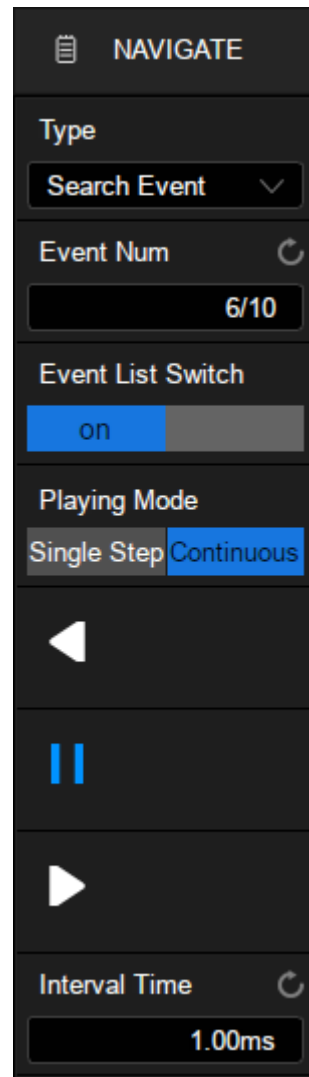 NAVIGATE
Type
Search Event
Event Num
6/10
Event List Switch
on
Playing Mode
Single Step Continuous
Interval Time
1.00ms